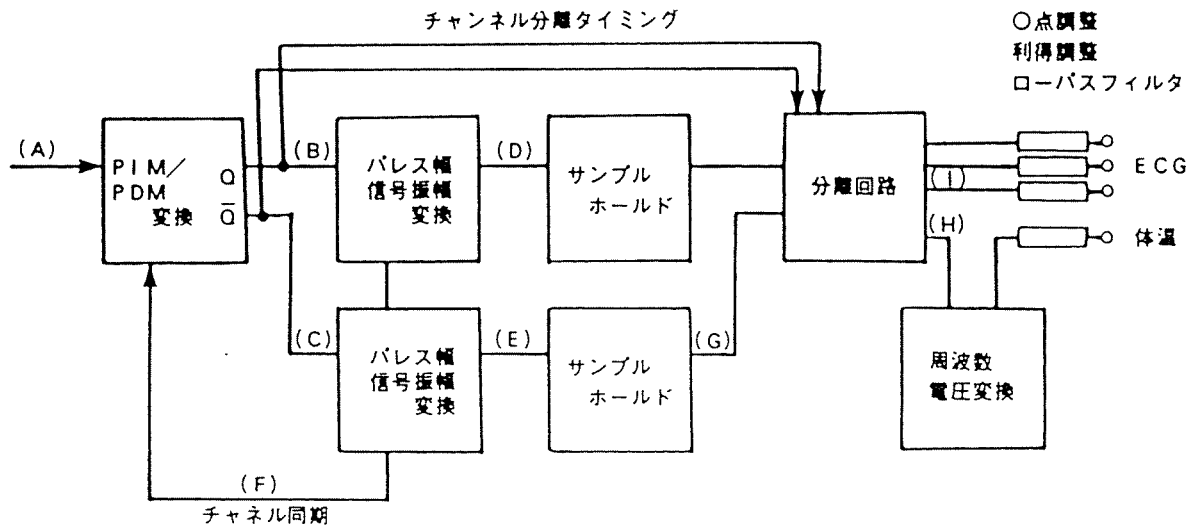 チャンネル分離タイミング
〇点調整
利得調整
ローパスフィルタ
(A)
PIM/
PDM
変換
Q
Q̅
(B)
パレス幅
信号振幅
変換
(D)
サンプル
ホールド
分離回路
(I)
ECG
(H)
体温
(C)
パレス幅
信号振幅
変換
(E)
サンプル
ホールド
(G)
周波数
電圧変換
(F)
チャネル同期